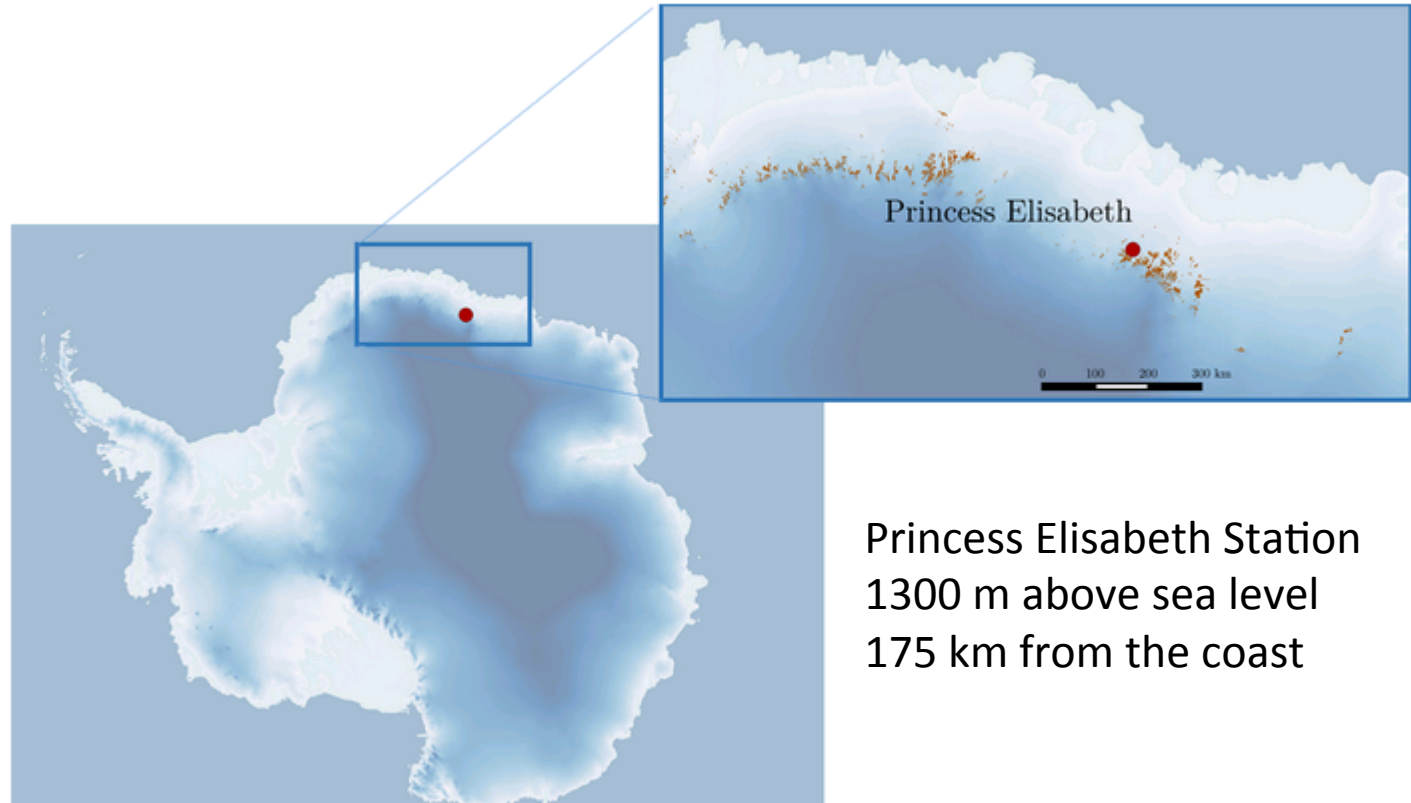 Princess Elisabeth
0 100 200 300 km
Princess Elisabeth Station
1300 m above sea level
175 km from the coast